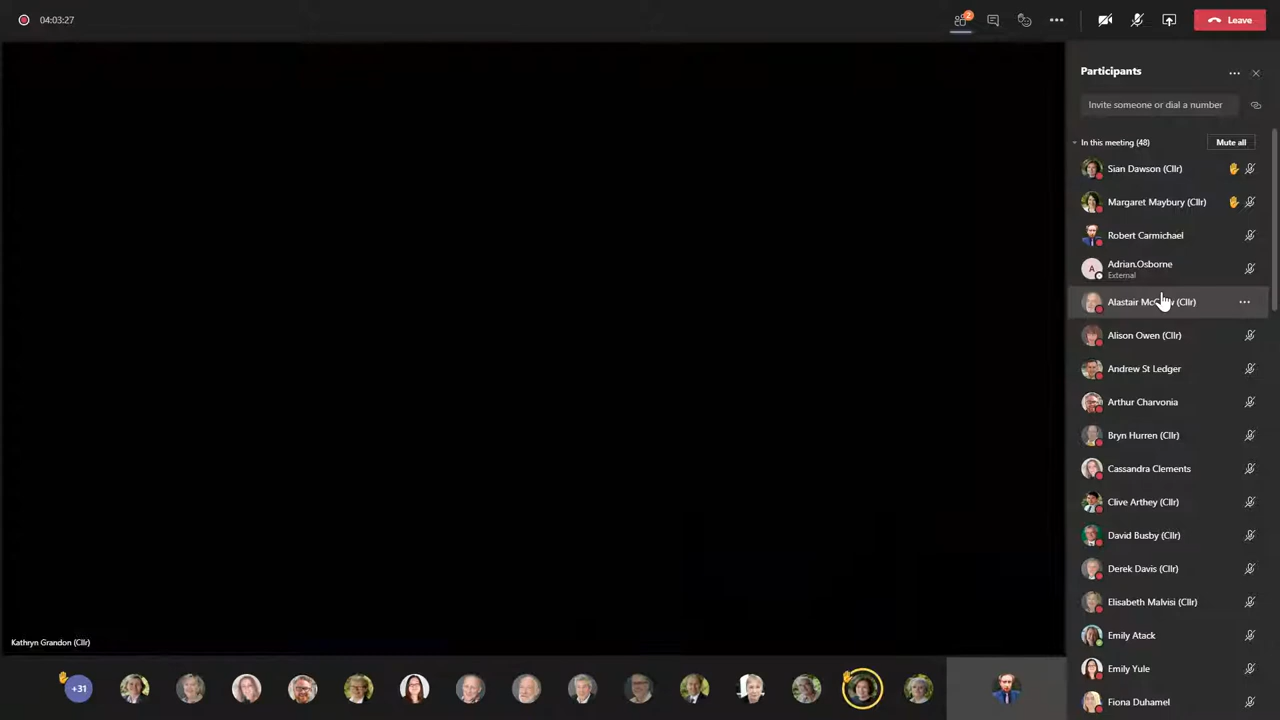 04:03:27
2
Leave
Participants
Invite someone or dial a number
In this meeting (48)
Mute all
Sian Dawson (Cllr)
Margaret Maybury (Cllr)
Robert Carmichael
A
Adrian.Osborne
External
Alastair (Cllr)
Alison Owen (Cllr)
Andrew St Ledger
Arthur Charvonia
Bryn Hurren (Cllr)
Cassandra Clements
Clive Arthey (Cllr)
David Busby (Cllr)
Derek Davis (Cllr)
Elisabeth Malvisi (Cllr)
Emily Atack
Emily Yule
Fiona Duhamel
Kathryn Grandon (Cllr)
+31